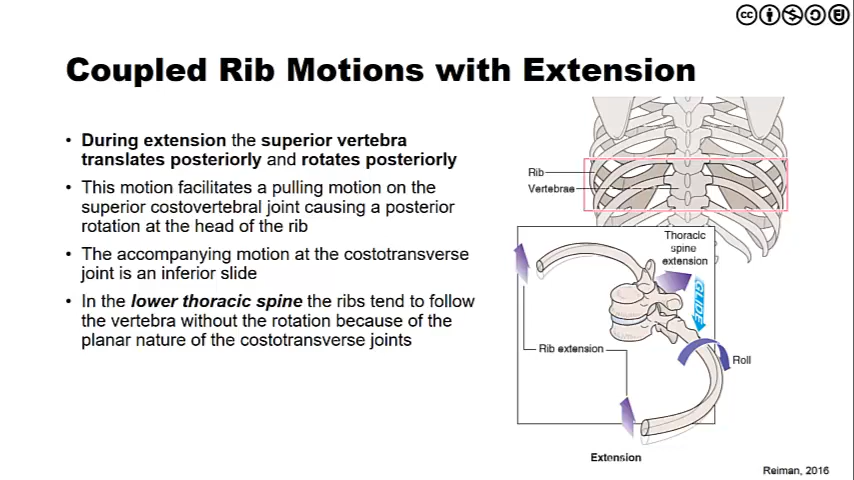 Coupled Rib Motions with Extension
• During extension the superior vertebra
translates posteriorly and rotates posteriorly
• This motion facilitates a pulling motion on the
superior costovertebral joint causing a posterior
rotation at the head of the rib
• The accompanying motion at the costotransverse
joint is an inferior slide
• In the lower thoracic spine the ribs tend to follow
the vertebra without the rotation because of the
planar nature of the costotransverse joints
Rib
Vertebrae
Thoracic
spine
extension
GLIDE
Rib extension
Roll
Extension
Reiman, 2016
cc